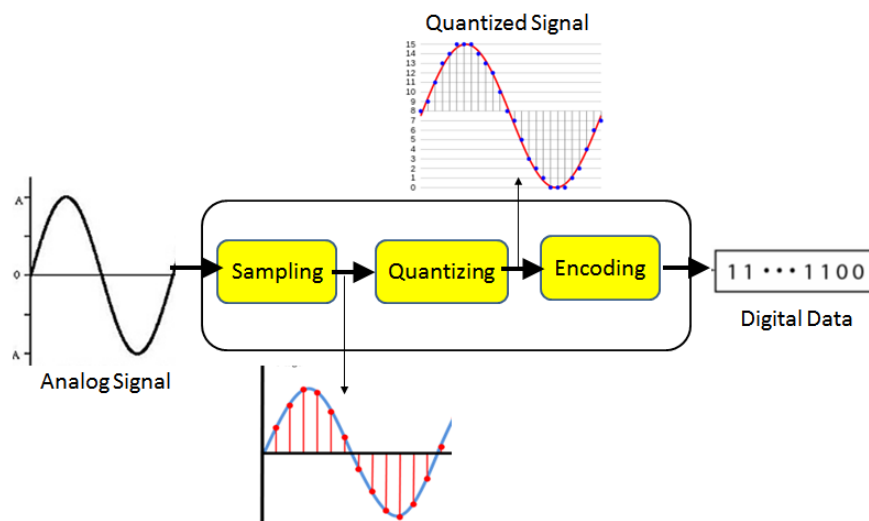 Quantized Signal
15
14
13
12
11
10
9
8
7
6
5
4
3
2
1
0
A
0
A
Sampling
Quantizing
Encoding
11•••1100
Digital Data
Analog Signal